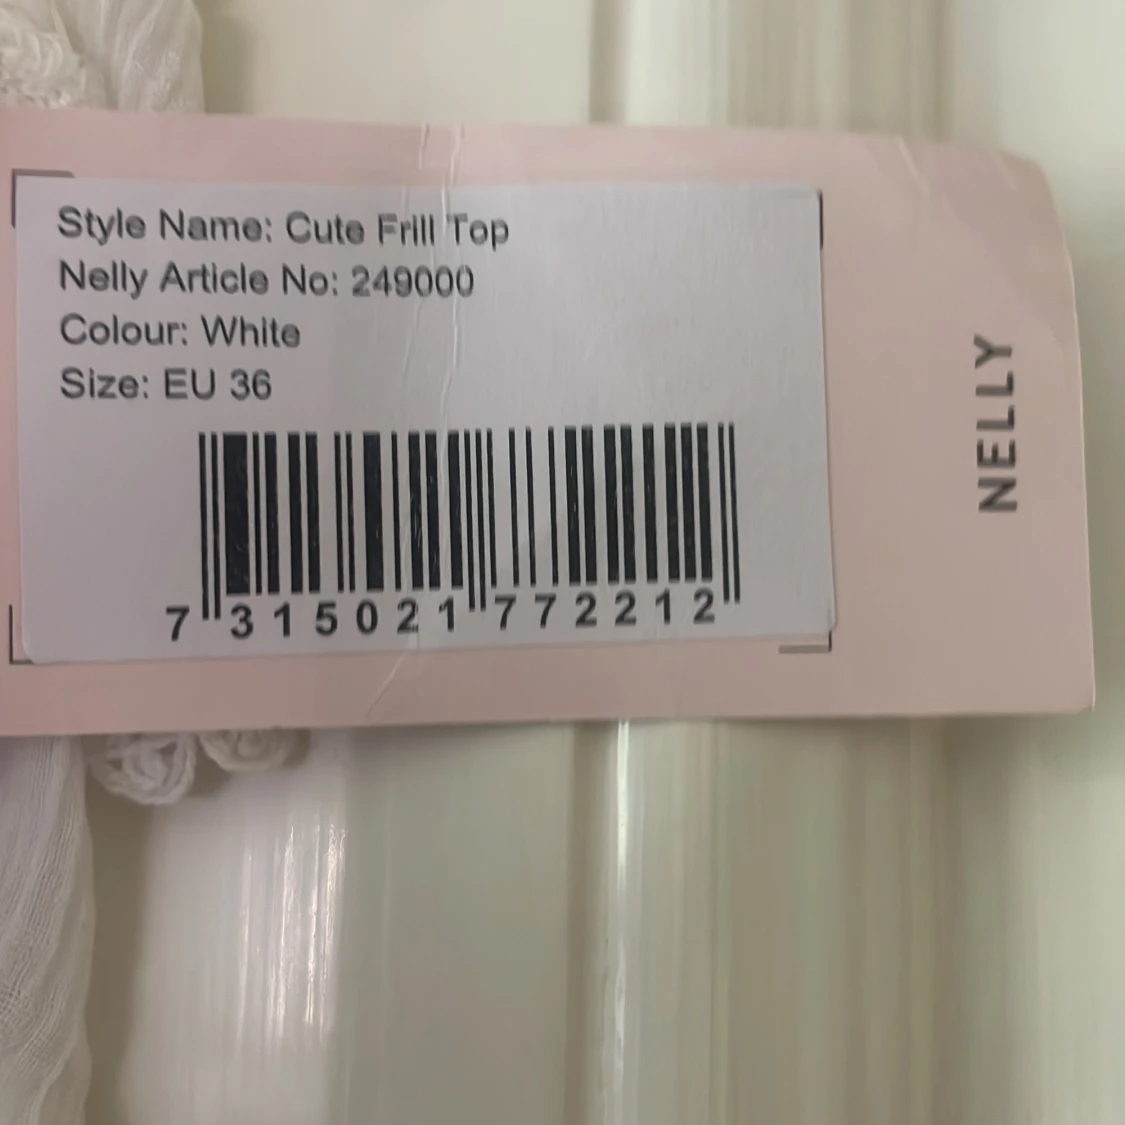 Style Name: Cute Frill Top
Nelly Article No: 249000
Colour: White
Size: EU 36
7 315021 772212
NELLY